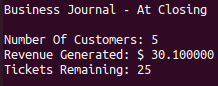 Business Journal - At Closing
Number Of Customers: 5
Revenue Generated: $ 30.100000
Tickets Remaining: 25